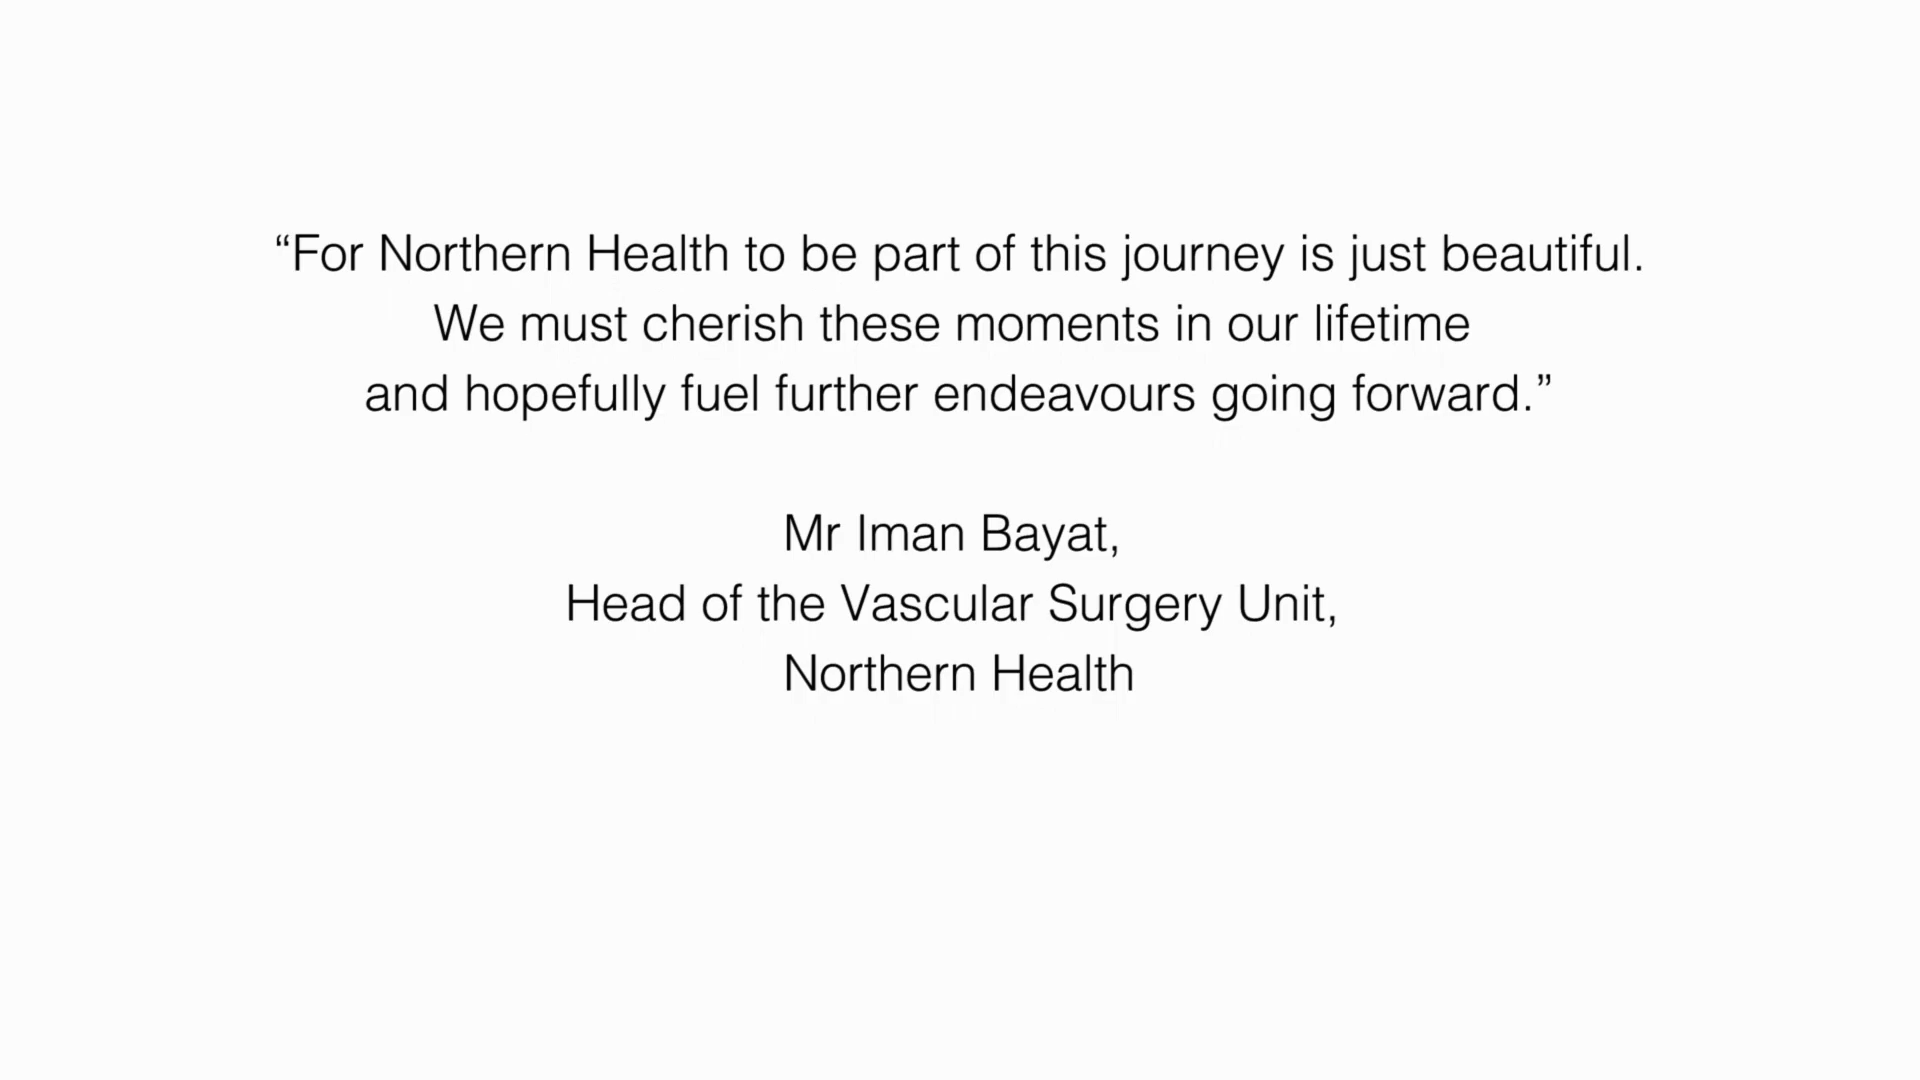 “For Northern Health to be part of this journey is just beautiful.
We must cherish these moments in our lifetime
and hopefully fuel further endeavours going forward.”
Mr Iman Bayat,
Head of the Vascular Surgery Unit,
Northern Health